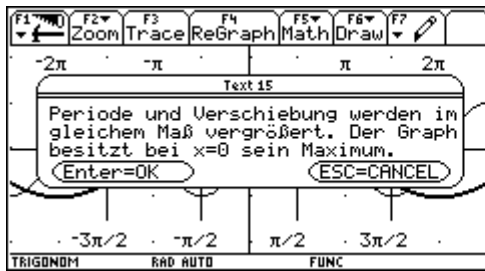 F1 F2 F3 F4 F5 F6 F7
Zoom Trace ReGraph Math Draw
-2π -π π 2π
Text 15
Periode und Verschiebung werden im
gleichem Maß vergrößert. Der Graph
besitzt bei x=0 sein Maximum.
Enter=OK ESC=CANCEL
-3π/2 -π/2 π/2 3π/2
TRIGONOM RAD AUTO FUNC